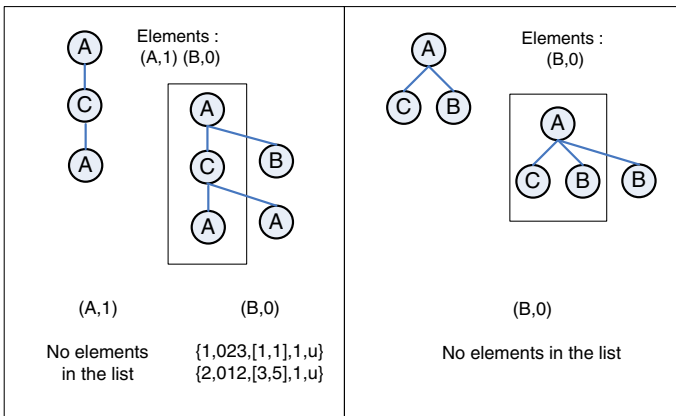 A
C
A
Elements :
(A,1) (B,0)
A
C
B
A
A
(A,1)
(B,0)
No elements
in the list
{1,023,[1,1],1,u}
{2,012,[3,5],1,u}
A
C
B
Elements :
(B,0)
A
C
B
B
(B,0)
No elements in the list